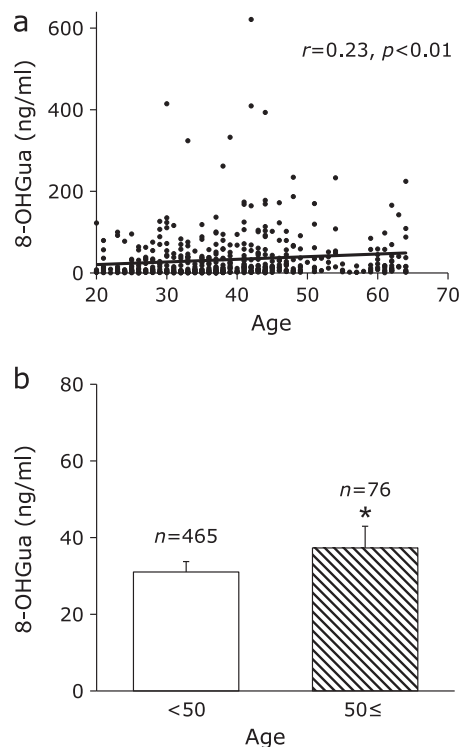 a
8-OHGua (ng/ml)
600
400
200
0
r=0.23, p<0.01
20 30 40 50 60 70
Age
b
8-OHGua (ng/ml)
80
60
40
20
0
n=465
n=76
*
<50 50≤
Age